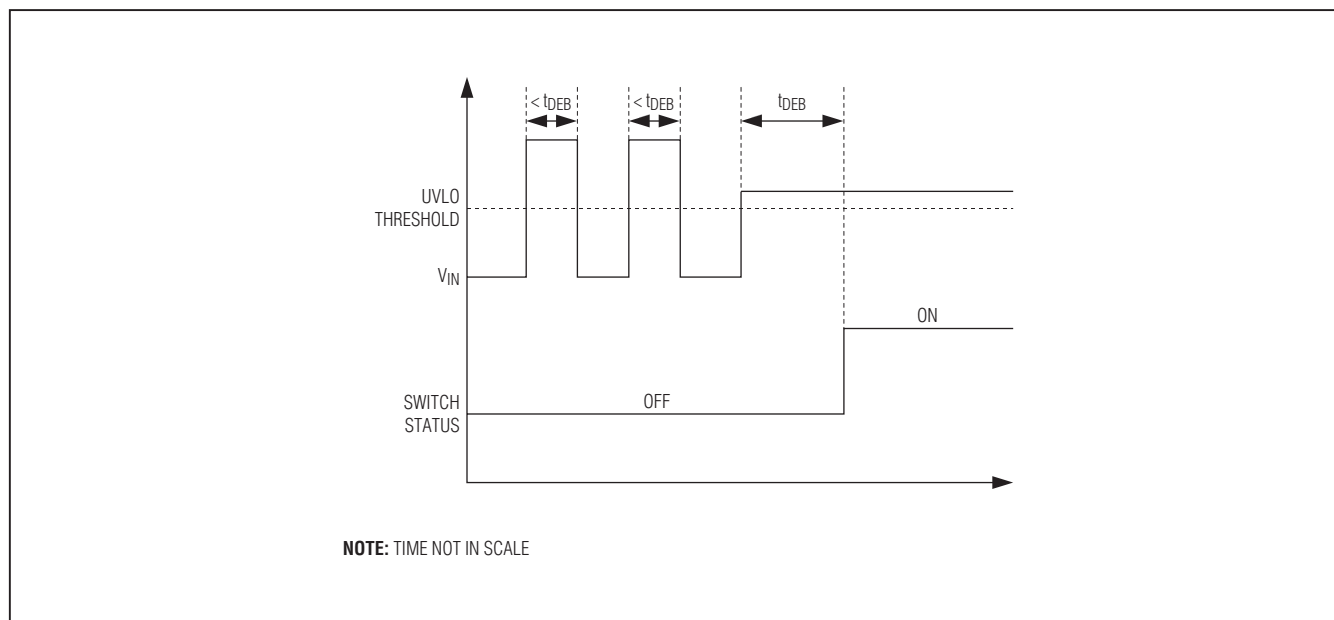 < tDEB
< tDEB
tDEB
UVLO
THRESHOLD
VIN
ON
SWITCH
STATUS
OFF
NOTE: TIME NOT IN SCALE